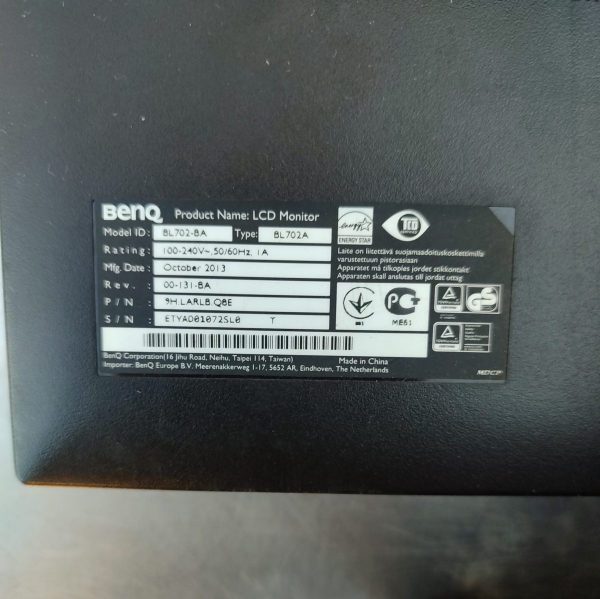 BenQ Product Name: LCD Monitor
Model ID: BL702-BA Type: BL702A
Rating: 100-240V~,50/60Hz, 1A
Mfg. Date: October 2013
Rev.: 00-131-BA
P/N: 9H.LARLB.Q8E
S/N: ETYAD01072SL0 Y
BenQ Corporation(16 Jihu Road, Neihu, Taipei 114, Taiwan) Made in China
Importer: BenQ Europe B.V. Meerenakkerweg 1-17, 5652 AR, Eindhoven, The Netherlands
ENERGY STAR
TCO
Laite on liitettävä suojamaadoituskoskettimilla
varustettuun pistorasiaan
Apparatet må tilkoples jordet stikkontakt
Apparaten skall anslutas till jordat uttag
ME61
MDCP